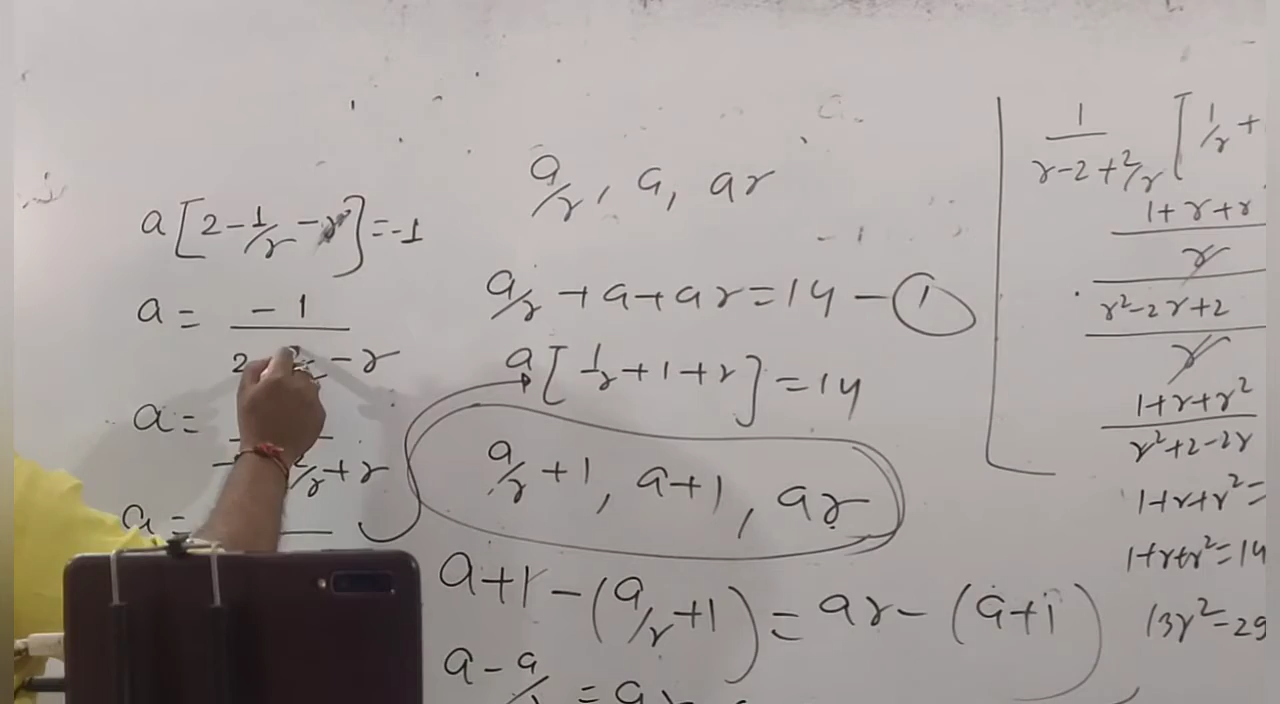 a[2-1/r-r]=-1
a = -1
2 -r
a =
2/r+r
a =
a/r, a, ar
a/r+a+ar=14-①
a[1/r+1+r]=14
a/r+1, a+1, ar
a+1-(a/r+1)=ar-(a+1)
a-a/
1/r-2+2/r [1/r+
1+r+r
r
r²-2r+2
r
1+r+r²
r²+2-2r
1+r+r²=
1+r+r²=14
13r²-29